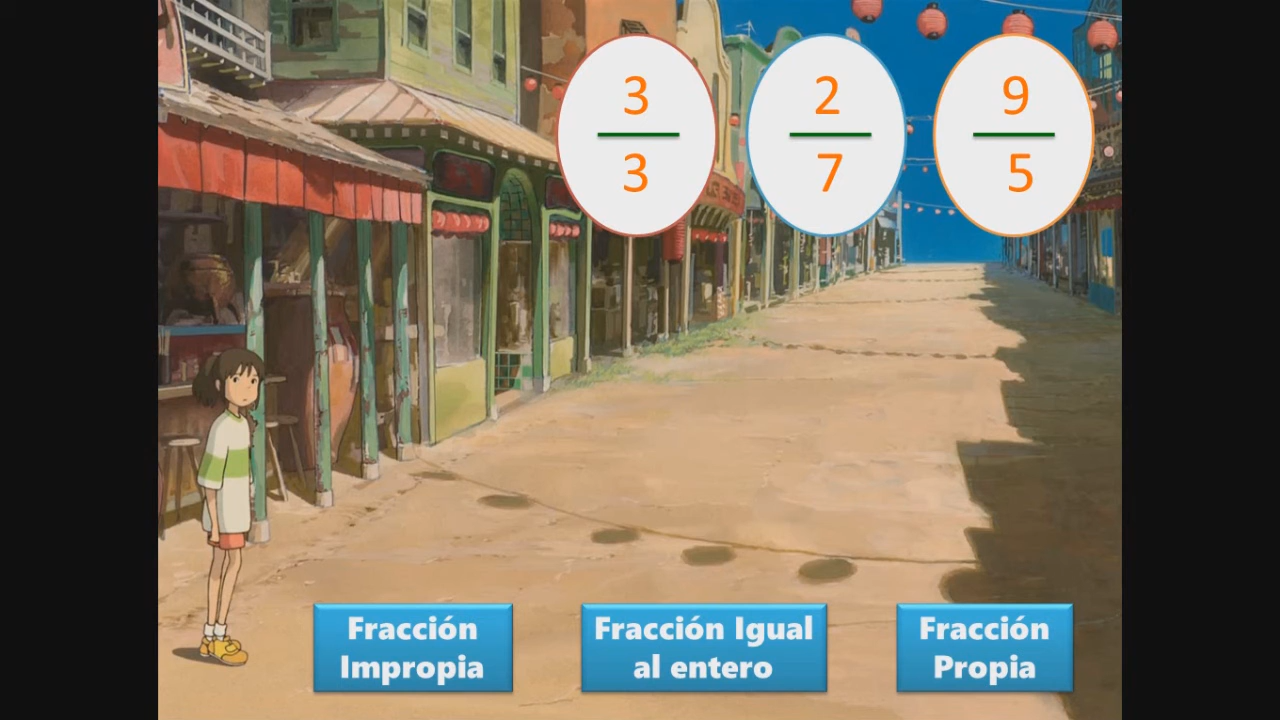 3
3
2
7
9
5
Fracción
Impropia
Fracción Igual
al entero
Fracción
Propia